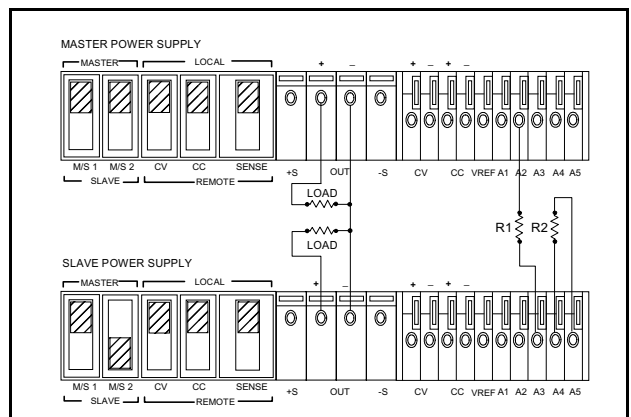 MASTER POWER SUPPLY
MASTER LOCAL + – + – + –
M/S 1 M/S 2 CV CC SENSE +S OUT -S CV CC VREF A1 A2 A3 A4 A5
SLAVE REMOTE
LOAD
R1 R2
LOAD
SLAVE POWER SUPPLY
MASTER LOCAL + – + – + –
M/S 1 M/S 2 CV CC SENSE +S OUT -S CV CC VREF A1 A2 A3 A4 A5
SLAVE REMOTE